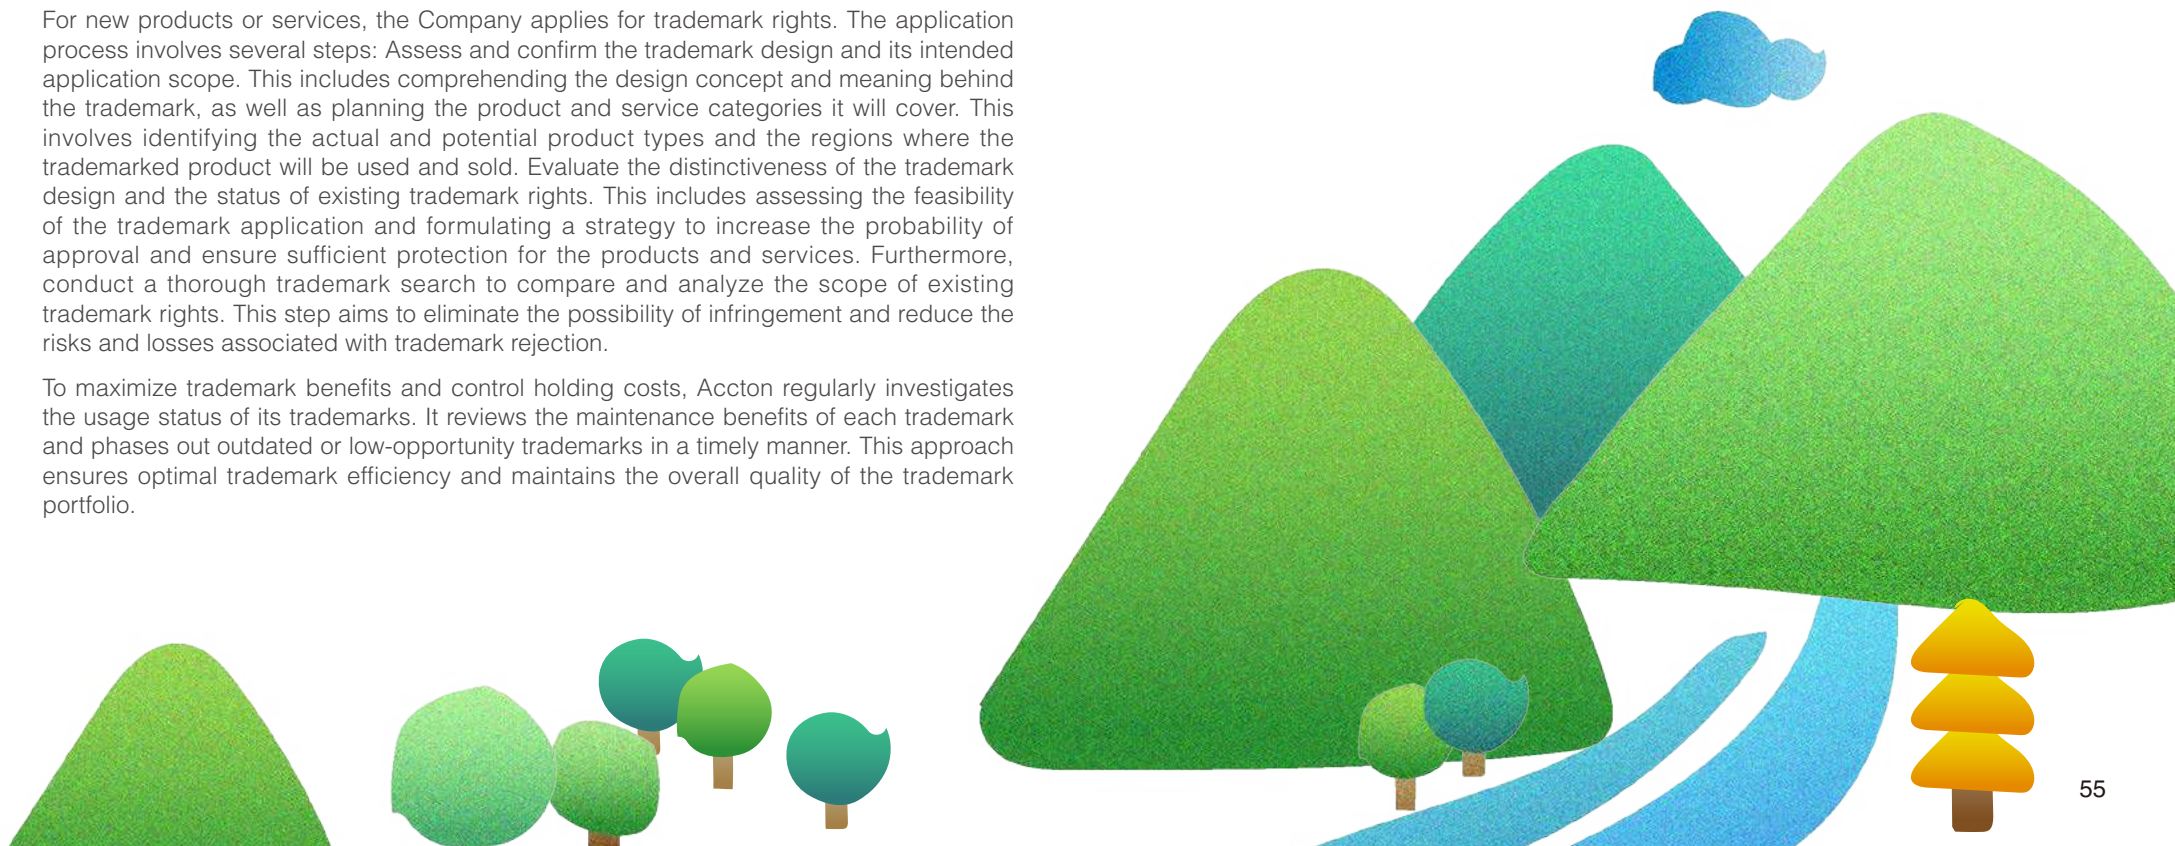 For new products or services, the Company applies for trademark rights. The application
process involves several steps: Assess and confirm the trademark design and its intended
application scope. This includes comprehending the design concept and meaning behind
the trademark, as well as planning the product and service categories it will cover. This
involves identifying the actual and potential product types and the regions where the
trademarked product will be used and sold. Evaluate the distinctiveness of the trademark
design and the status of existing trademark rights. This includes assessing the feasibility
of the trademark application and formulating a strategy to increase the probability of
approval and ensure sufficient protection for the products and services. Furthermore,
conduct a thorough trademark search to compare and analyze the scope of existing
trademark rights. This step aims to eliminate the possibility of infringement and reduce the
risks and losses associated with trademark rejection.
To maximize trademark benefits and control holding costs, Accton regularly investigates
the usage status of its trademarks. It reviews the maintenance benefits of each trademark
and phases out outdated or low-opportunity trademarks in a timely manner. This approach
ensures optimal trademark efficiency and maintains the overall quality of the trademark
portfolio.
55